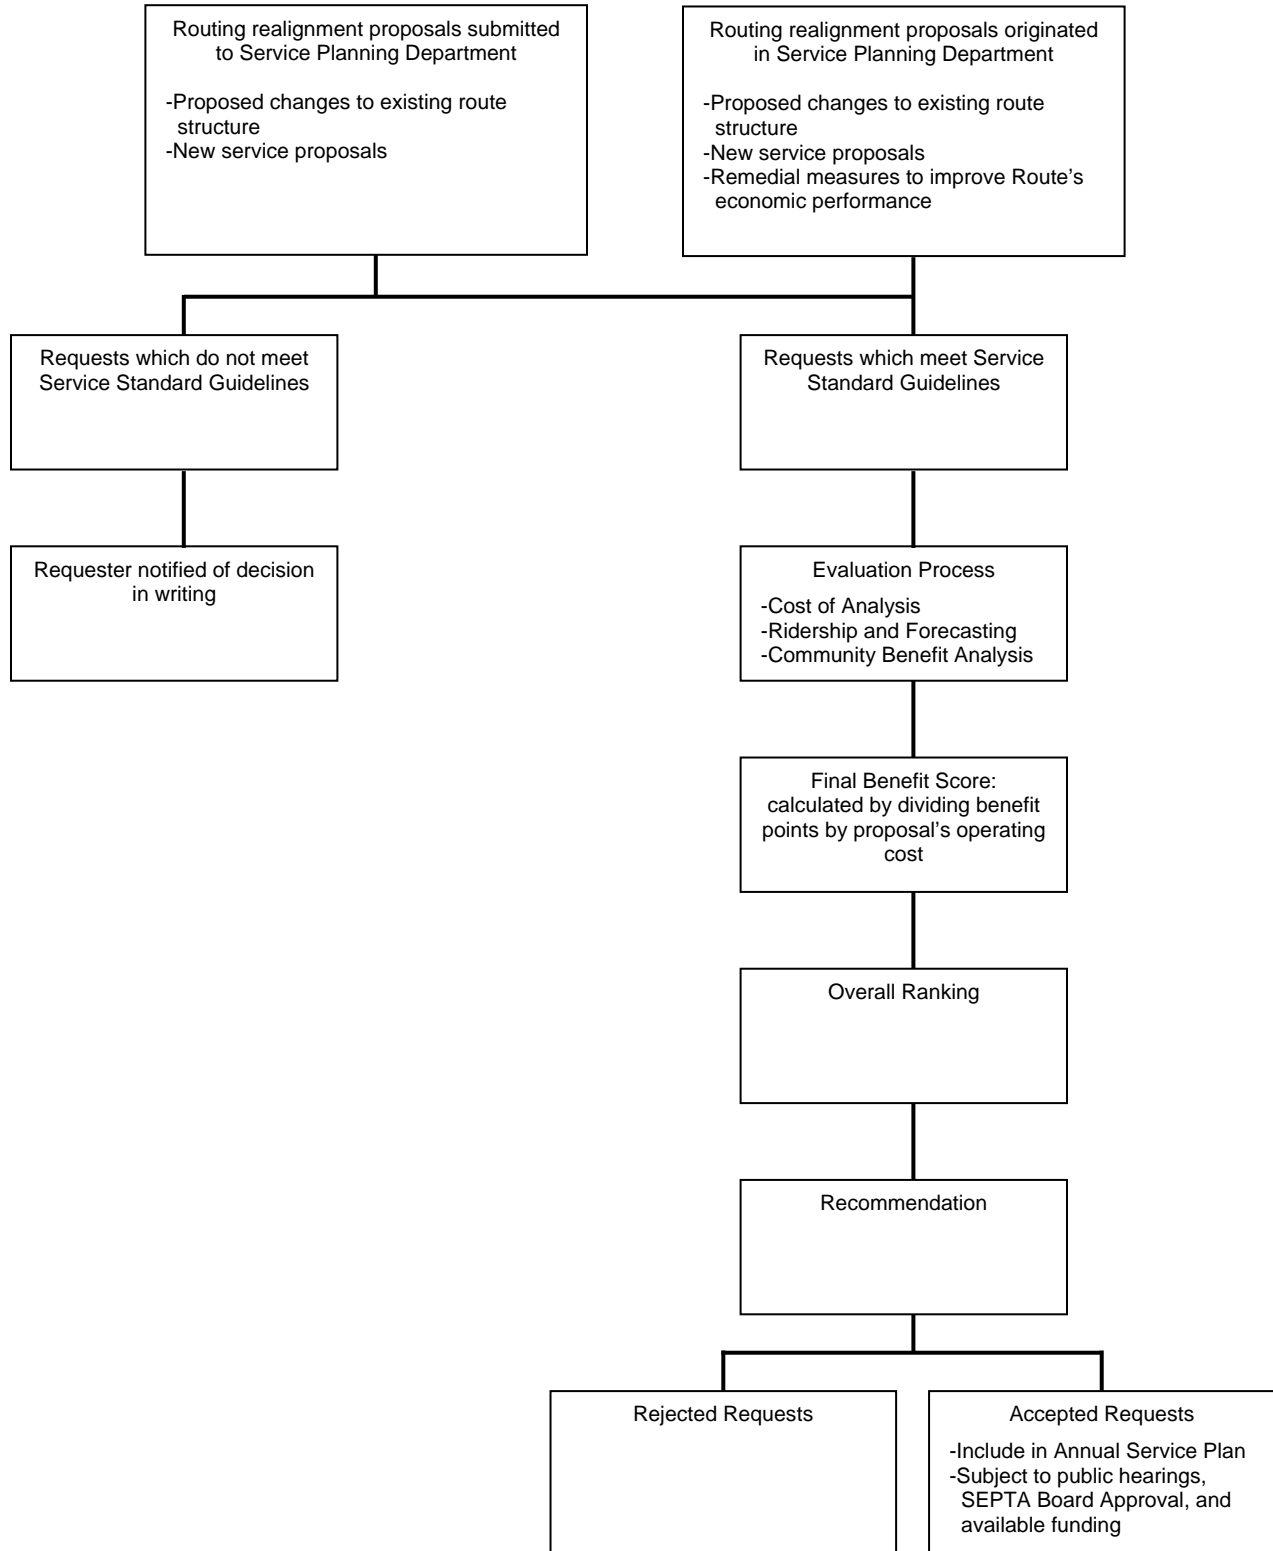 Routing realignment proposals submitted
to Service Planning Department
-Proposed changes to existing route
structure
-New service proposals
Routing realignment proposals originated
in Service Planning Department
-Proposed changes to existing route
structure
-New service proposals
-Remedial measures to improve Route’s
economic performance
Requests which do not meet
Service Standard Guidelines
Requests which meet Service
Standard Guidelines
Requester notified of decision
in writing
Evaluation Process
-Cost of Analysis
-Ridership and Forecasting
-Community Benefit Analysis
Final Benefit Score:
calculated by dividing benefit
points by proposal’s operating
cost
Overall Ranking
Recommendation
Rejected Requests
Accepted Requests
-Include in Annual Service Plan
-Subject to public hearings,
SEPTA Board Approval, and
available funding